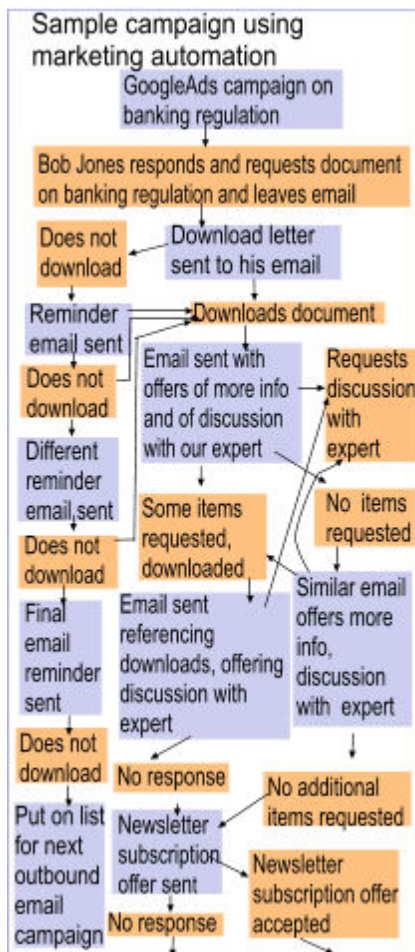 Sample campaign using
marketing automation
GoogleAds campaign on
banking regulation
Bob Jones responds and requests document
on banking regulation and leaves email
Does not
download
Download letter
sent to his email
Reminder
email sent
Downloads document
Does not
download
Email sent with
offers of more info
and of discussion
with our expert
Requests
discussion
with
expert
Different
reminder
email,sent
Some items
requested,
downloaded
No items
requested
Does not
download
Final
email
reminder
sent
Email sent
referencing
downloads, offering
discussion with
expert
Similar email
offers more
info,
discussion
with expert
Does not
download
No response
No additional
items requested
Put on list
for next
outbound
email
campaign
Newsletter
subscription
offer sent
Newsletter
subscription offer
accepted
No response